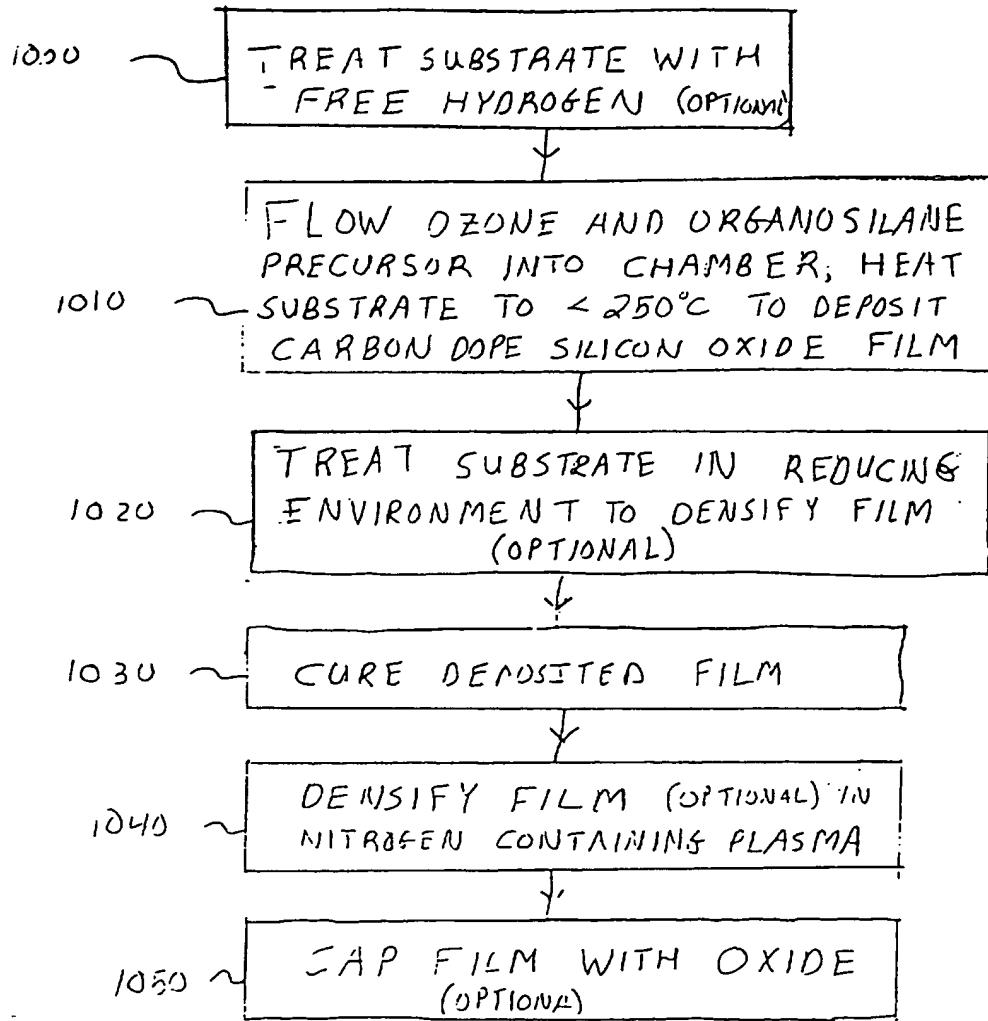 1000
TREAT SUBSTRATE WITH
FREE HYDROGEN (OPTIONAL)
FLOW OZONE AND ORGANOSILANE
PRECURSOR INTO CHAMBER; HEAT
1010
SUBSTRATE TO < 250°C TO DEPOSIT
CARBON DOPE SILICON OXIDE FILM
TREAT SUBSTRATE IN REDUCING
1020
ENVIRONMENT TO DENSIFY FILM
(OPTIONAL)
1030
CURE DEPOSITED FILM
DENSIFY FILM (OPTIONAL) IN
1040
NITROGEN CONTAINING PLASMA
CAP FILM WITH OXIDE
1050
(OPTIONAL)